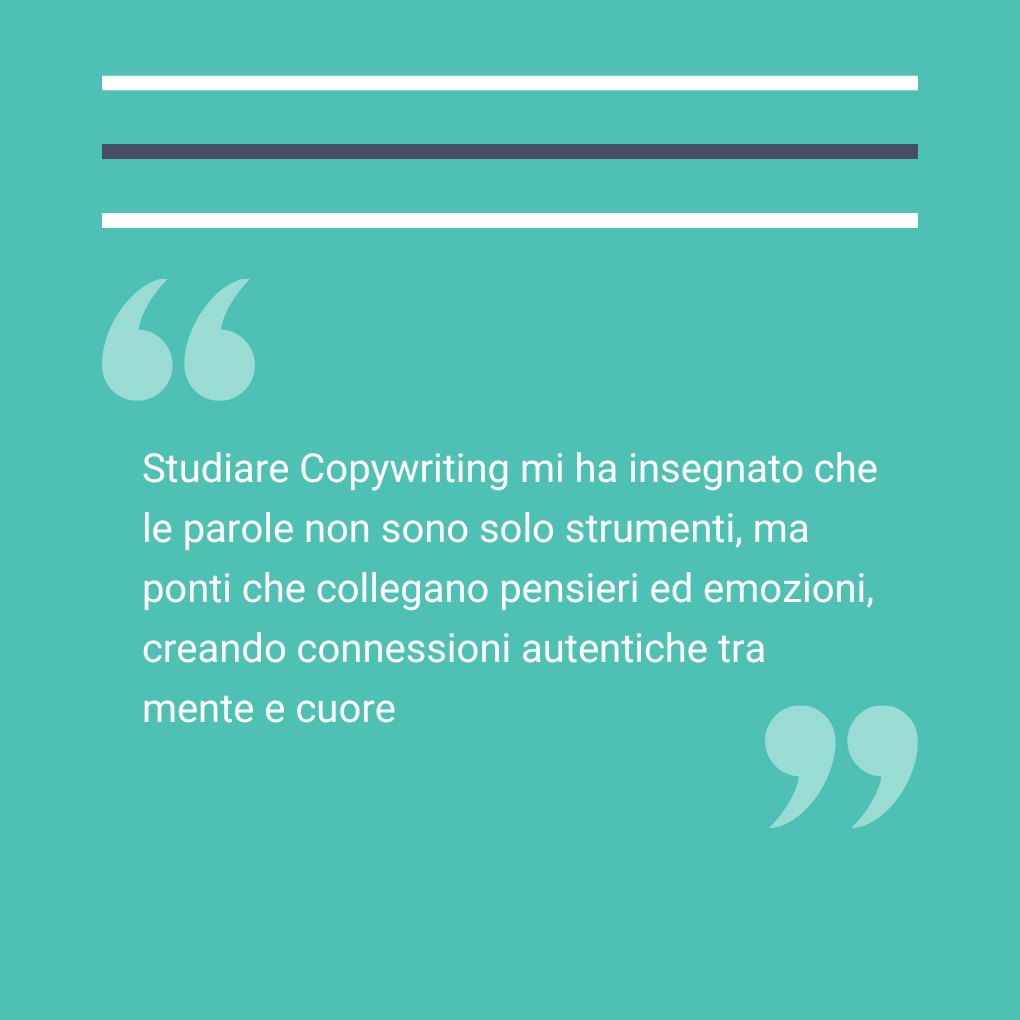 Studiare Copywriting mi ha insegnato che
le parole non sono solo strumenti, ma
ponti che collegano pensieri ed emozioni,
creando connessioni autentiche tra
mente e cuore